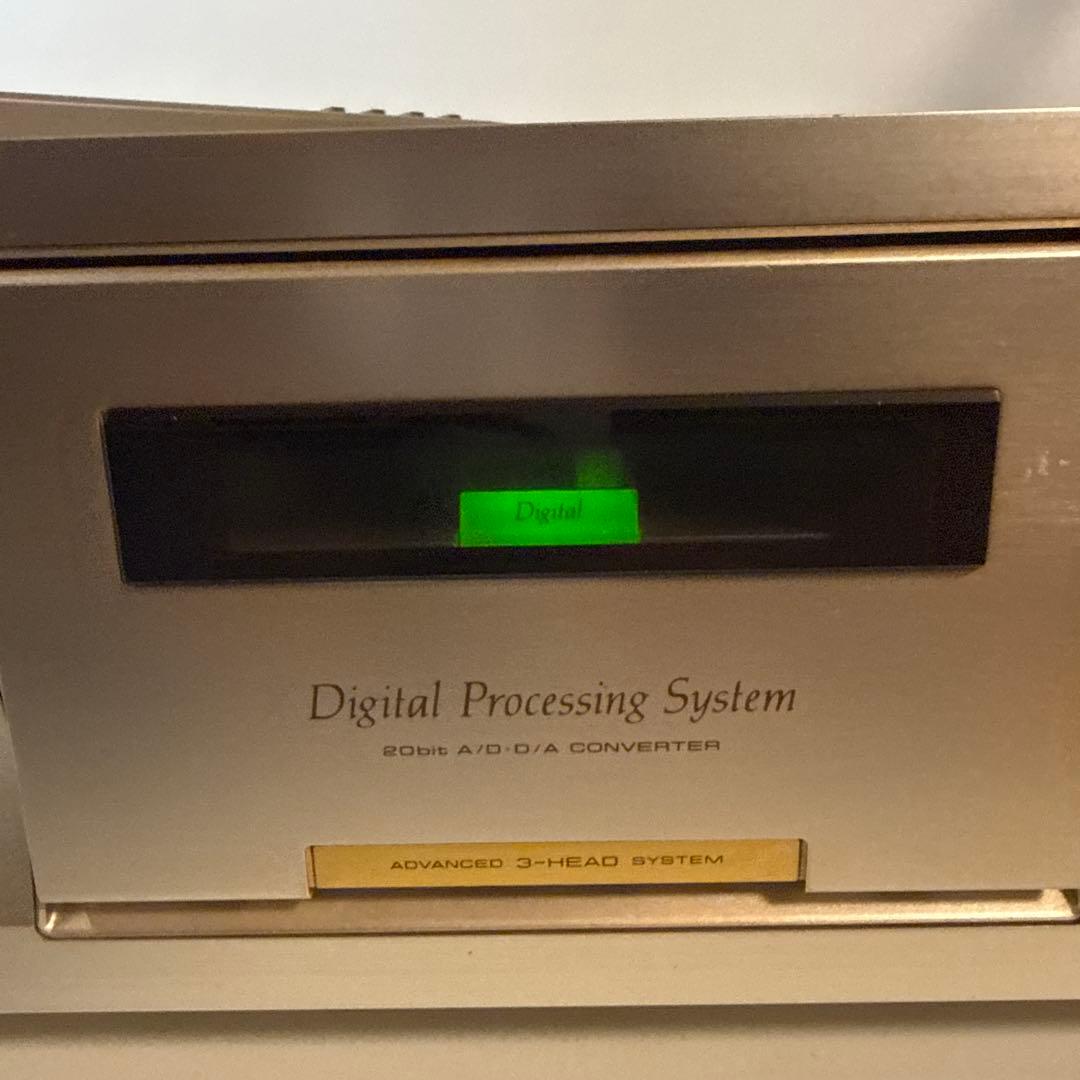 Digital
Digital Processing System
20bit A/D·D/A CONVERTER
ADVANCED 3-HEAD SYSTEM